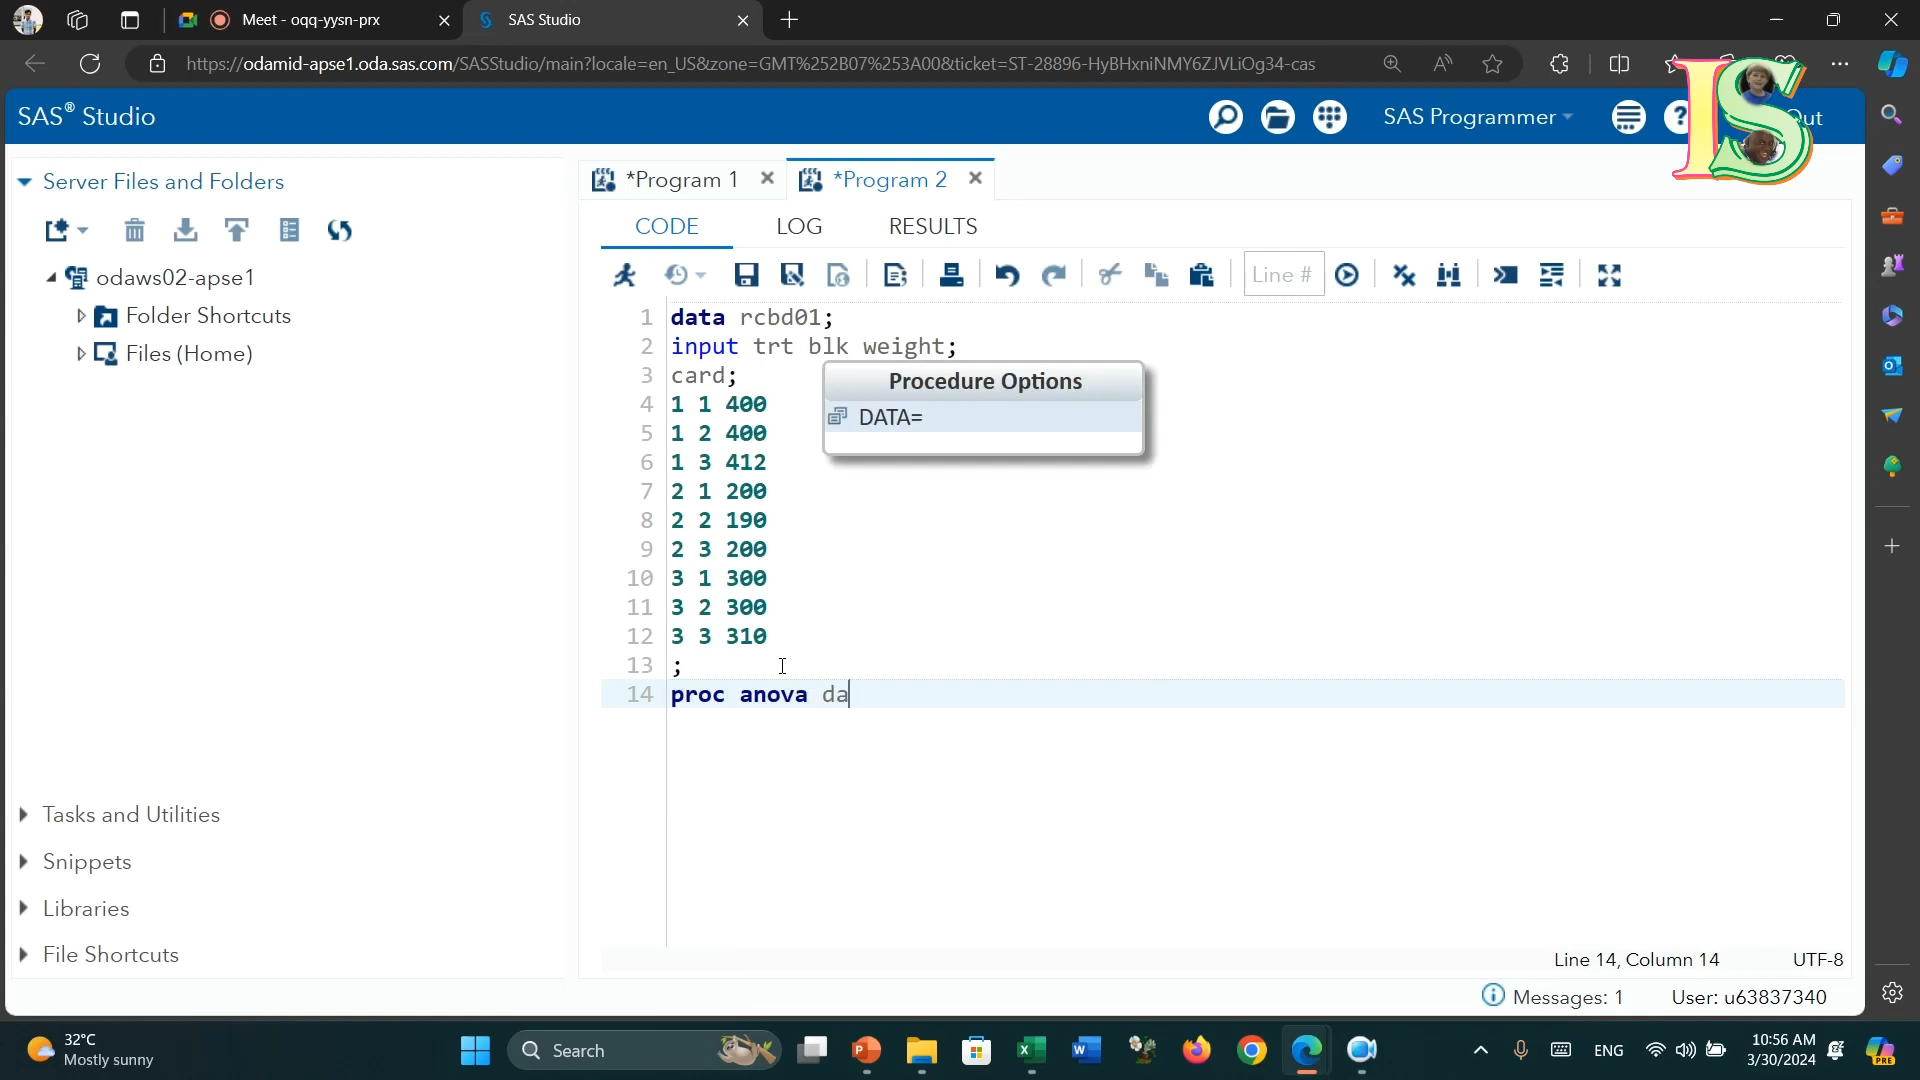 Meet - oqq-yysn-prx
SAS Studio
https://odamid-apse1.oda.sas.com/SASStudio/main?locale=en_US&zone=GMT%252B07%253A00&ticket=ST-28896-HyBHxniNMY6ZJVLiOg34-cas
SAS® Studio
SAS Programmer
Out
IS
Server Files and Folders
odaws02-apse1
Folder Shortcuts
Files (Home)
Tasks and Utilities
Snippets
Libraries
File Shortcuts
*Program 1
*Program 2
CODE
LOG
RESULTS
Line #
1 data rcbd01;
2 input trt blk weight;
3 card;
4 1 1 400
5 1 2 400
6 1 3 412
7 2 1 200
8 2 2 190
9 2 3 200
10 3 1 300
11 3 2 300
12 3 3 310
13 ;
14 proc anova da
Procedure Options
DATA=
Line 14, Column 14
UTF-8
Messages: 1
User: u63837340
32°C
Mostly sunny
Search
ENG
10:56 AM
3/30/2024
PRE